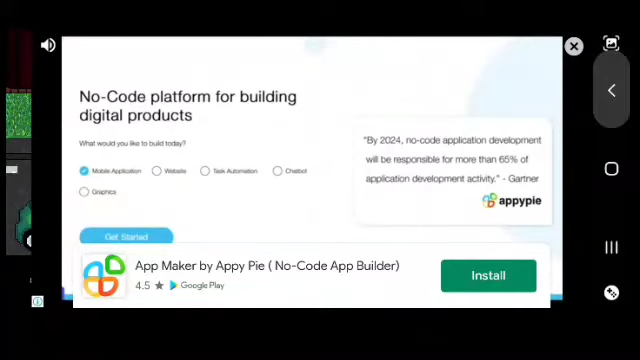 No-Code platform for building
digital products
What would you like to build today?
Mobile Application
Website
Task Automation
Chatbot
Graphics
Get Started
"By 2024, no-code application development
will be responsible for more than 65% of
application development activity." - Gartner
appypie
App Maker by Appy Pie ( No-Code App Builder)
4.5 ★ Google Play
Install